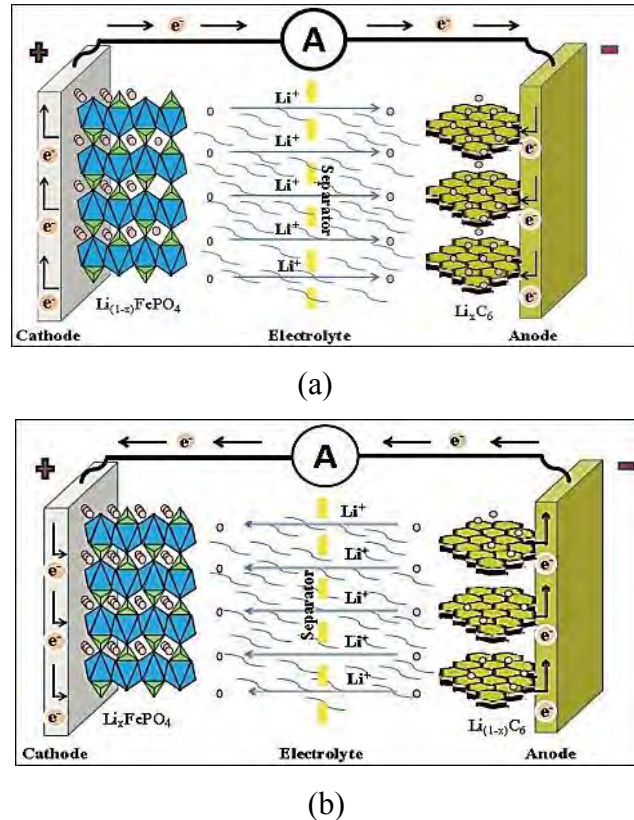 e⁻ A e⁻
+ −
Li⁺
Li⁺
e⁻ e⁻
Li⁺
Separator
e⁻ e⁻
Li⁺
Li⁺
e⁻ e⁻
Li₍₁₋ₓ₎FePO₄ LiₓC₆
Cathode Electrolyte Anode
(a)
e⁻ A e⁻
+ −
Li⁺
Li⁺
e⁻ e⁻
Li⁺
Separator
e⁻ e⁻
Li⁺
Li⁺
e⁻ e⁻
LiₓFePO₄ Li₍₁₋ₓ₎C₆
Cathode Electrolyte Anode
(b)